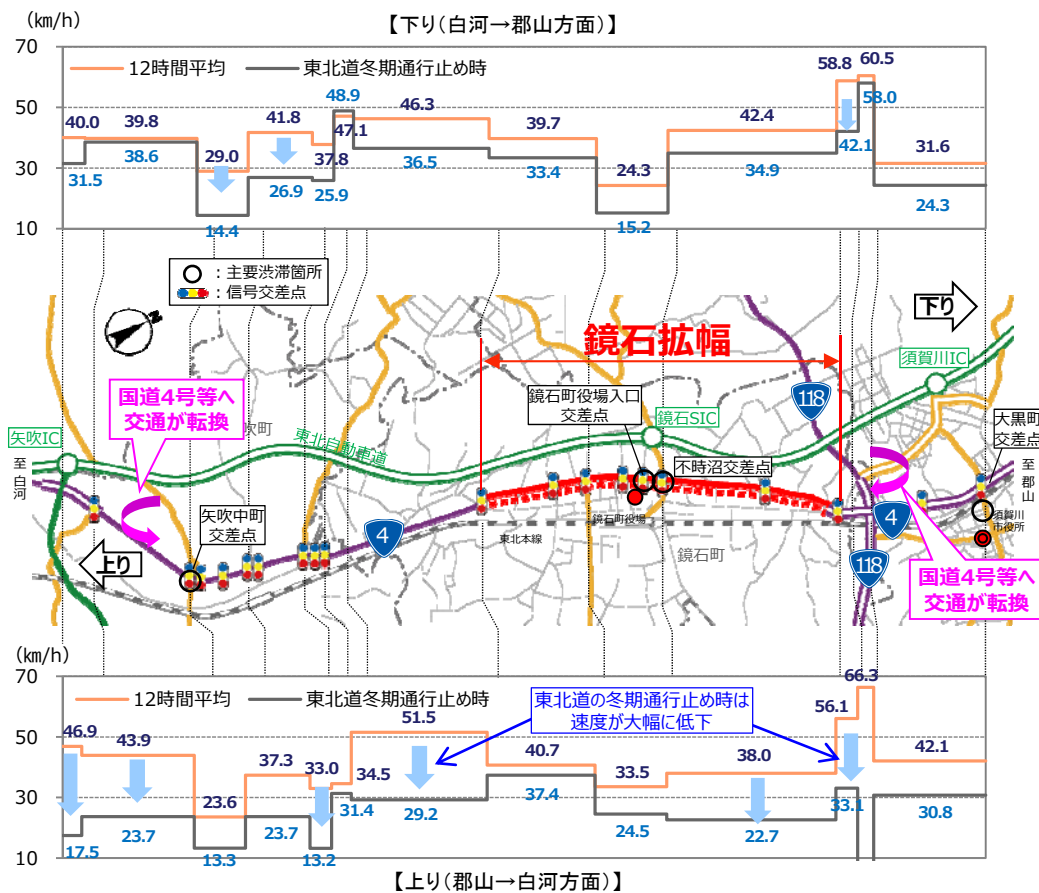 (km/h)
【下り(白河→郡山方面)】
70
50
30
10
12時間平均
東北道冬期通行止め時
40.0
39.8
29.0
41.8
37.8
47.1
46.3
39.7
24.3
42.4
58.8
60.5
31.6
31.5
38.6
14.4
26.9
25.9
48.9
36.5
33.4
15.2
34.9
42.1
58.0
24.3
：主要渋滞箇所
：信号交差点
N
下り
鏡石拡幅
須賀川IC
国道4号等へ
交通が転換
118
鏡石町役場入口
交差点
鏡石SIC
大黒町
交差点
矢吹IC
吹町
東北自動車道
不時沼交差点
至
白河
至
郡山
矢吹中町
交差点
4
東北本線
鏡石町役場
鏡石町
4
須賀川
市役所
上り
118
国道4号等へ
交通が転換
(km/h)
70
50
30
10
12時間平均
東北道冬期通行止め時
東北道の冬期通行止め時は
速度が大幅に低下
46.9
43.9
23.6
37.3
33.0
34.5
51.5
40.7
33.5
38.0
56.1
66.3
42.1
17.5
23.7
13.3
23.7
13.2
31.4
29.2
37.4
24.5
22.7
33.1
30.8
【上り(郡山→白河方面)】